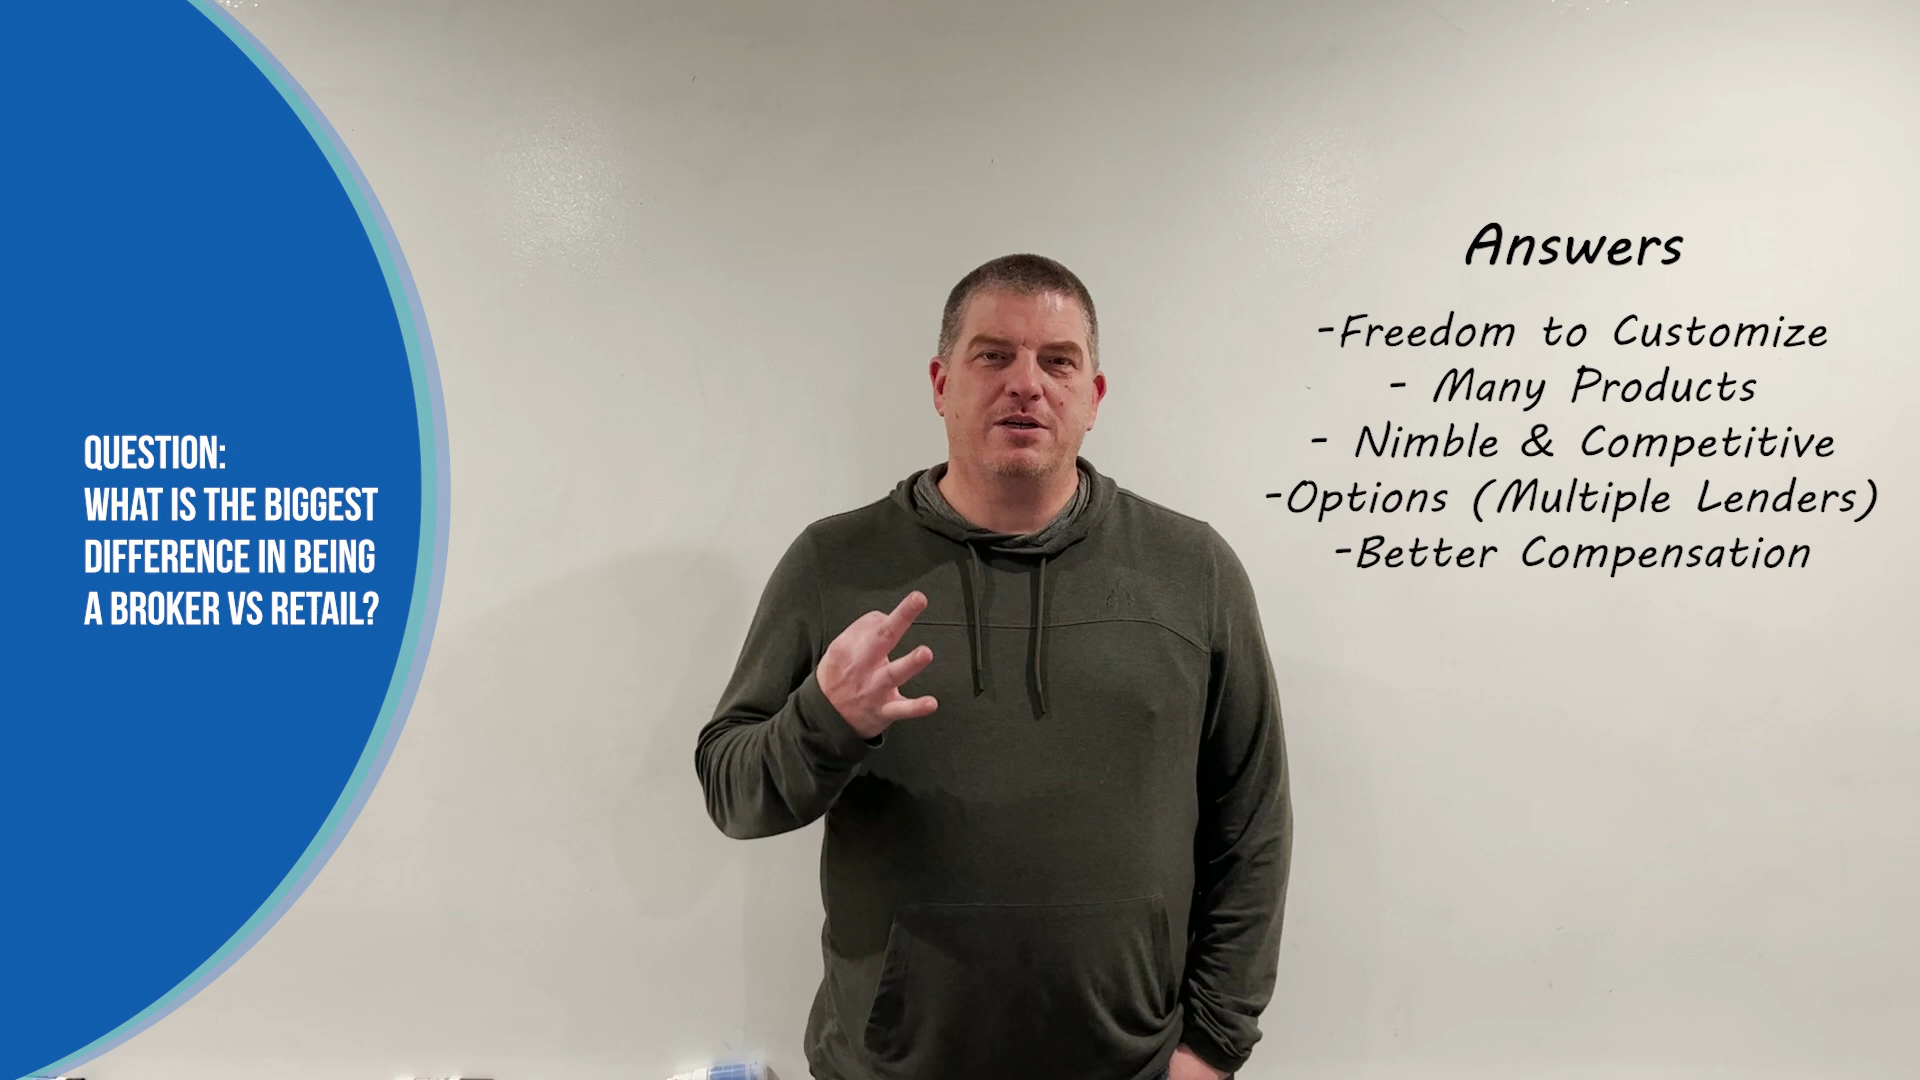 QUESTION:
WHAT IS THE BIGGEST
DIFFERENCE IN BEING
A BROKER VS RETAIL?
Answers
-Freedom to Customize
- Many Products
- Nimble & Competitive
-Options (Multiple Lenders)
-Better Compensation